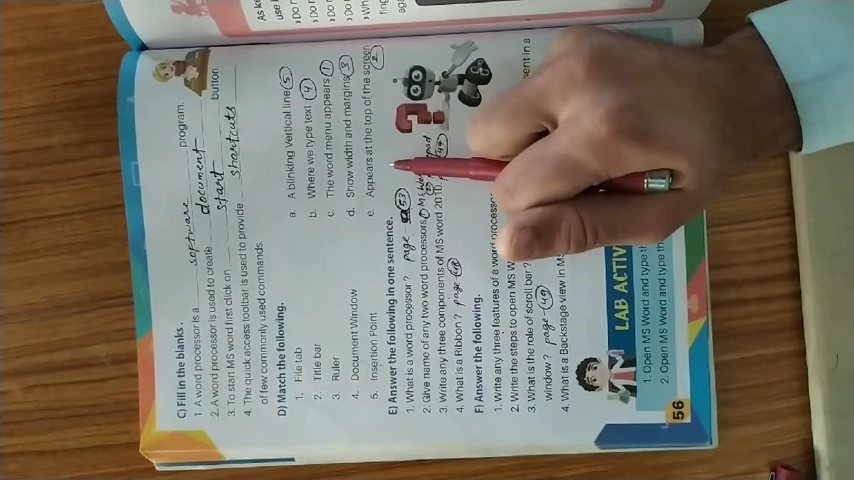 C) Fill in the blanks.
1. A word processor is a software program.
2. A word processor is used to create document
3. To start MS word first click on start button.
4. The quick access toolbar is used to provide shortcuts
of few commonly used commands.
D) Match the following.
1. File tab a. A blinking Vertical line (5)
2. Title bar b. Where we type text (4)
3. Ruler c. The word menu appears (1)
4. Document Window d. Show width and margins (3)
5. Insertion Point e. Appears at the top of the screen (2)
E) Answer the following in one sentence.
1. What is a word processor? page - (53)
2. Give name of any two word processors.
3. Write any three components of MS word 2010. (47)
4. What is a Ribbon? page
F) Answer the following.
1. Write any three features of a word processor
2. Write the steps to open MS W
3. What is the role of scroll bar? sent in a
window? page - (49)
4. What is a Backstage view in MS
LAB ACTIV
1. Open MS Word and type th
2. Open MS Word and type th
56